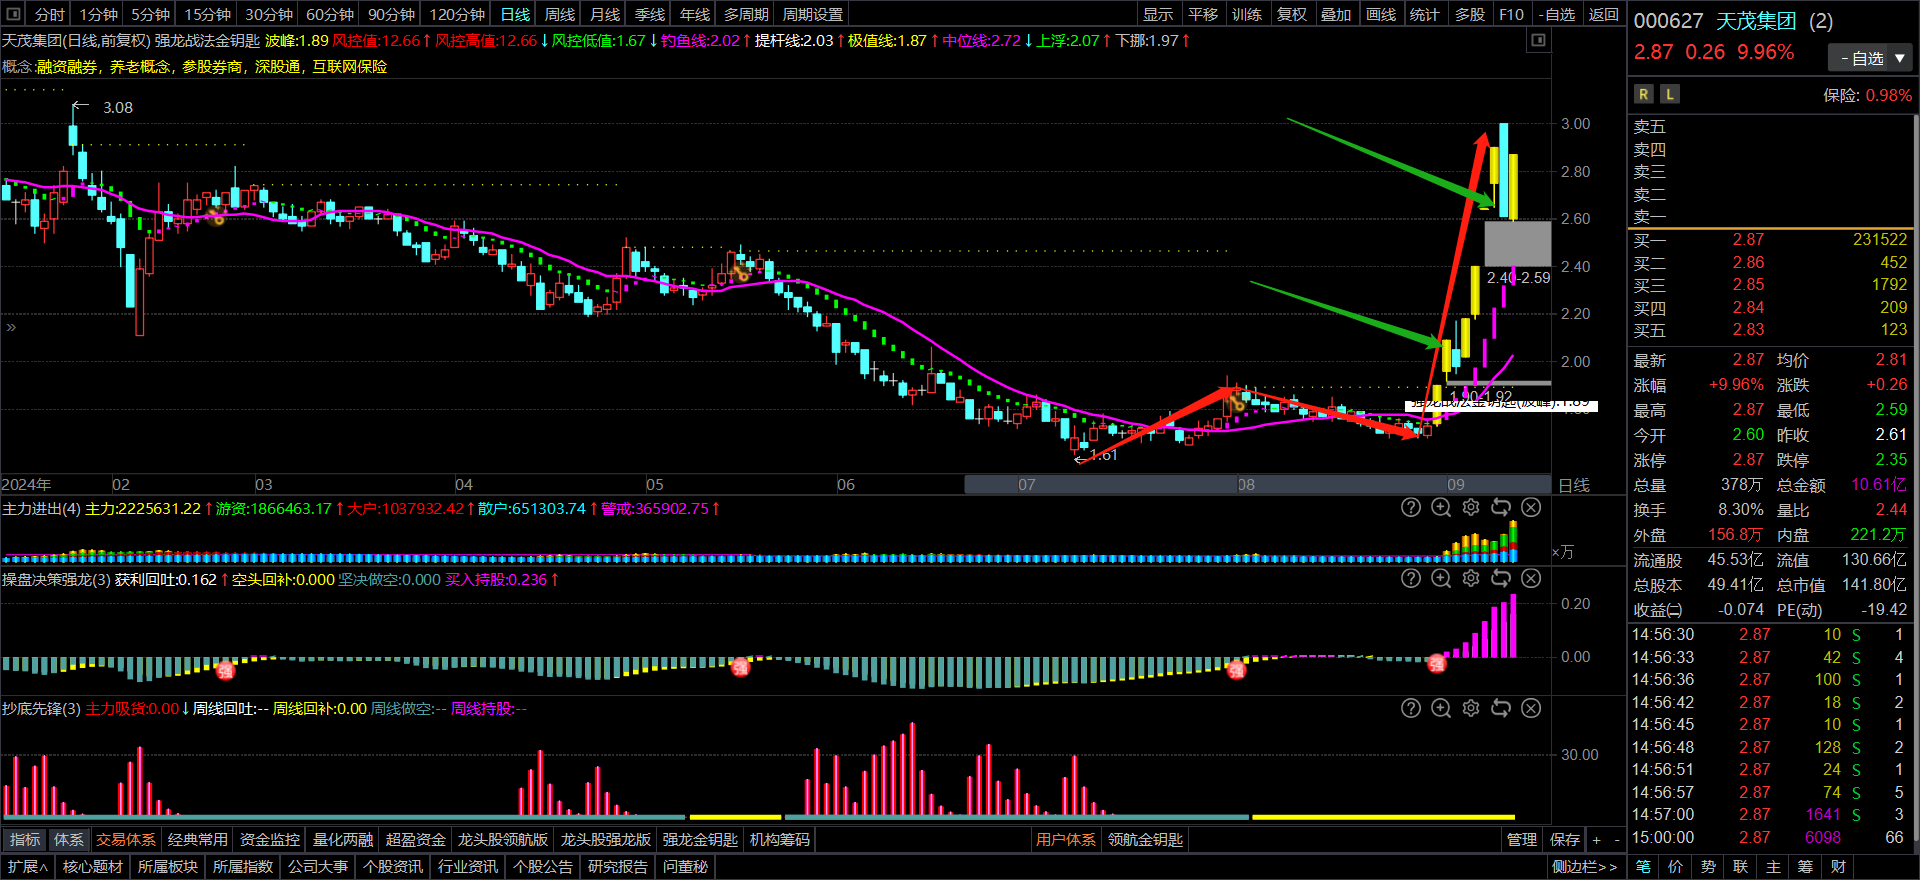 分时 1分钟 5分钟 15分钟 30分钟 60分钟 90分钟 120分钟 日线 周线 月线 季线 年线 多周期 周期设置 显示 平移 训练 复权 叠加 画线 统计 多股 F10 -自选 返回
天茂集团(日线,前复权) 强龙战法金钥匙 波峰:1.89 风控值:12.66↑ 风控高值:12.66↓ 风控低值:1.67↓ 钓鱼线:2.02↑ 提杆线:2.03↑ 极值线:1.87↑ 中位线:2.72↓ 上浮:2.07↑ 下挪:1.97↑
概念:融资融券，养老概念，参股券商，深股通，互联网保险
3.08
3.00
2.80
2.60
2.40
2.40-2.59
2.20
2.00
1.90-1.92
强龙战法金钥匙(波峰):1.89
1.61
»
2024年 02 03 04 05 06 07 08 09 日线
主力进出(4) 主力:2225631.22↑ 游资:1866463.17↑ 大户:1037932.42↑ 散户:651303.74↑ 警戒:365902.75↑
×万
操盘决策强龙(3) 获利回吐:0.162↑ 空头回补:0.000 坚决做空:0.000 买入持股:0.236↑
0.20
0.00
强 强 强 强
抄底先锋(3) 主力吸货:0.00↓ 周线回吐:-- 周线回补:0.00 周线做空:-- 周线持股:--
30.00
指标 体系 交易体系 经典常用 资金监控 量化两融 超盈资金 龙头股领航版 龙头股强龙版 强龙金钥匙 机构筹码 用户体系 领航金钥匙 管理 保存 + -
扩展∧ 核心题材 所属板块 所属指数 公司大事 个股资讯 行业资讯 个股公告 研究报告 问董秘 侧边栏>>
000627 天茂集团 (2)
2.87 0.26 9.96% -自选 ▼
R L 保险: 0.98%
卖五
卖四
卖三
卖二
卖一
买一 2.87 231522
买二 2.86 452
买三 2.85 1792
买四 2.84 209
买五 2.83 123
最新 2.87 均价 2.81
涨幅 +9.96% 涨跌 +0.26
最高 2.87 最低 2.59
今开 2.60 昨收 2.61
涨停 2.87 跌停 2.35
总量 378万 总金额 10.61亿
换手 8.30% 量比 2.44
外盘 156.8万 内盘 221.2万
流通股 45.53亿 流值 130.66亿
总股本 49.41亿 总市值 141.80亿
收益㈡ -0.074 PE(动) -19.42
14:56:30 2.87 10 S 1
14:56:33 2.87 42 S 4
14:56:36 2.87 100 S 1
14:56:42 2.87 18 S 2
14:56:45 2.87 10 S 1
14:56:48 2.87 128 S 2
14:56:51 2.87 24 S 1
14:56:57 2.87 74 S 5
14:57:00 2.87 1641 S 3
15:00:00 2.87 6098 66
笔 价 势 联 主 筹 财